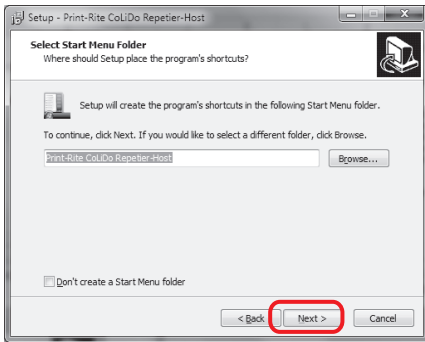 Setup - Print-Rite CoLiDo Repetier-Host
Select Start Menu Folder
Where should Setup place the program's shortcuts?
Setup will create the program's shortcuts in the following Start Menu folder.
To continue, click Next. If you would like to select a different folder, click Browse.
Print-Rite CoLiDo Repetier-Host
Browse...
Don't create a Start Menu folder
< Back
Next >
Cancel